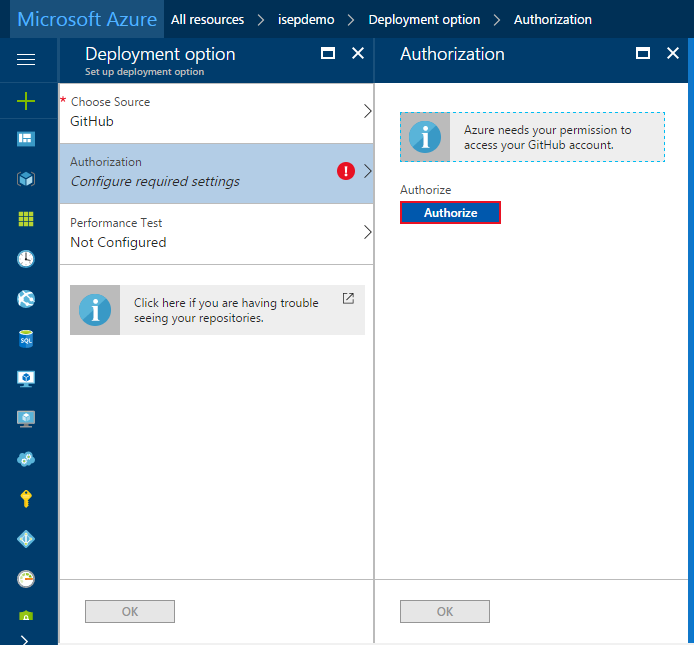 Microsoft Azure
All resources > isepdemo > Deployment option > Authorization
Deployment option
Set up deployment option
* Choose Source
GitHub
Authorization
Configure required settings
!
Performance Test
Not Configured
Click here if you are having trouble
seeing your repositories.
OK
Authorization
Azure needs your permission to
access your GitHub account.
Authorize
Authorize
OK
SQL